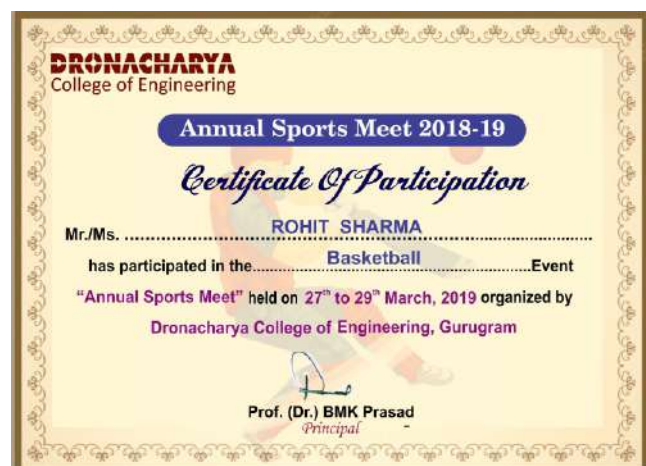 DRONACHARYA
College of Engineering
Annual Sports Meet 2018-19
Certificate Of Participation
Mr./Ms. ROHIT SHARMA
has participated in the Basketball Event
“Annual Sports Meet” held on 27th to 29th March, 2019 organized by
Dronacharya College of Engineering, Gurugram
Prof. (Dr.) BMK Prasad
Principal